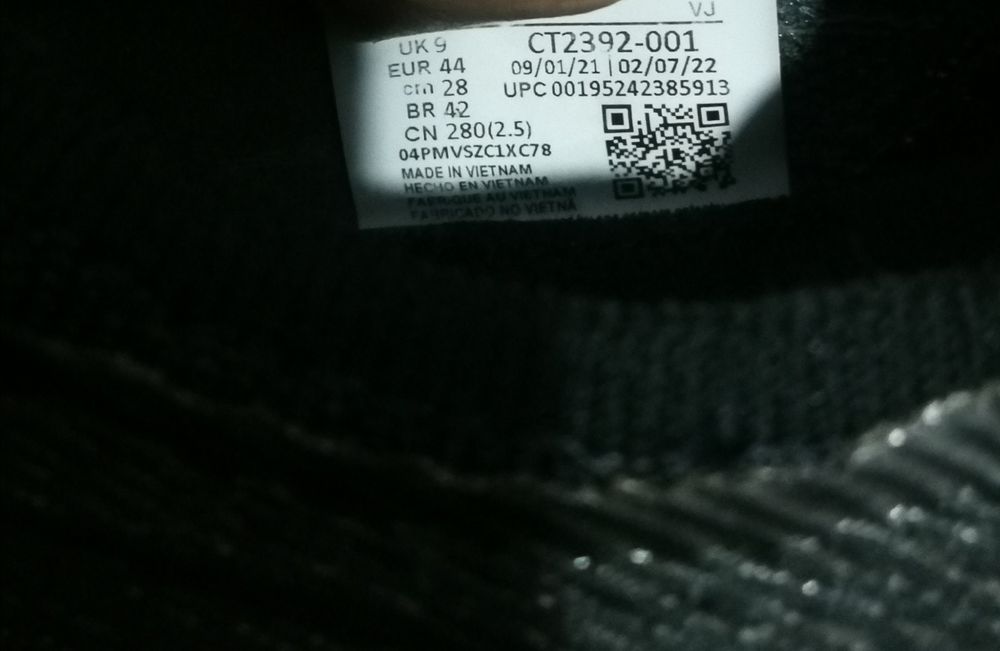 VJ
UK 9 CT2392-001
EUR 44 09/01/21 | 02/07/22
cm 28 UPC 00195242385913
BR 42
CN 280(2.5)
04PMVSZC1XC78
MADE IN VIETNAM
HECHO EN VIETNAM
FABRIQUE AU VIETNAM
FABRICADO NO VIETNÃ